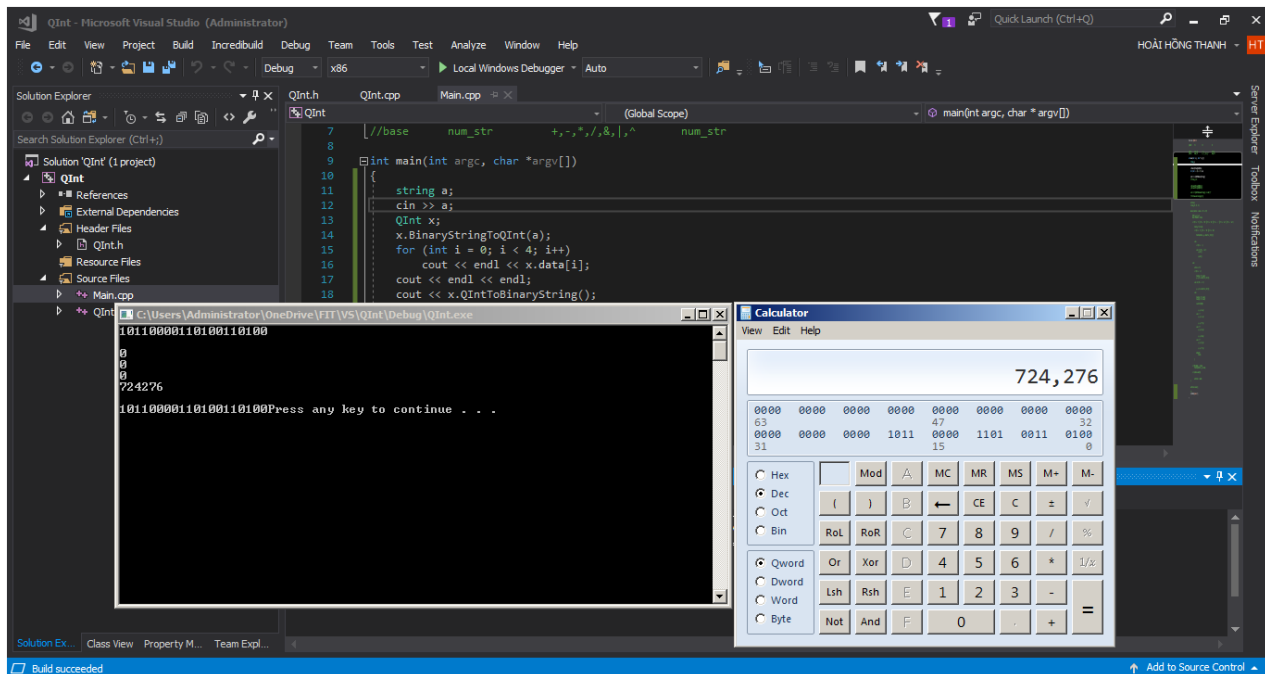 QInt - Microsoft Visual Studio (Administrator)
1
Quick Launch (Ctrl+Q)
File Edit View Project Build Incredibuild Debug Team Tools Test Analyze Window Help
HOÀI HỒNG THANH HT
Debug x86 Local Windows Debugger Auto
Solution Explorer
QInt.h QInt.cpp Main.cpp
QInt (Global Scope) main(int argc, char * argv[])
Search Solution Explorer (Ctrl+;)
Solution 'QInt' (1 project)
QInt
References
External Dependencies
Header Files
QInt.h
Resource Files
Source Files
Main.cpp
QInt
7 //base num_str +,-,*,/,&,|,^ num_str
8
9 int main(int argc, char *argv[])
10 {
11 string a;
12 cin >> a;
13 QInt x;
14 x.BinaryStringToQInt(a);
15 for (int i = 0; i < 4; i++)
16 cout << endl << x.data[i];
17 cout << endl << endl;
18 cout << x.QIntToBinaryString();
Server Explorer
Toolbox
Notifications
C:\Users\Administrator\OneDrive\FIT\VS\QInt\Debug\QInt.exe
10110000110100110100
0
0
0
724276
10110000110100110100Press any key to continue . . .
Calculator
View Edit Help
724,276
0000 0000 0000 0000 0000 0000 0000 0000
63 47 32
0000 0000 0000 1011 0000 1101 0011 0100
31 15 0
Hex
Dec
Oct
Bin
Qword
Dword
Word
Byte
Mod A MC MR MS M+ M-
( ) B ← CE C ± √
RoL RoR C 7 8 9 / %
Or Xor D 4 5 6 * 1/x
Lsh Rsh E 1 2 3 - =
Not And F 0 . +
Solution Ex... Class View Property M... Team Expl...
Build succeeded
Add to Source Control